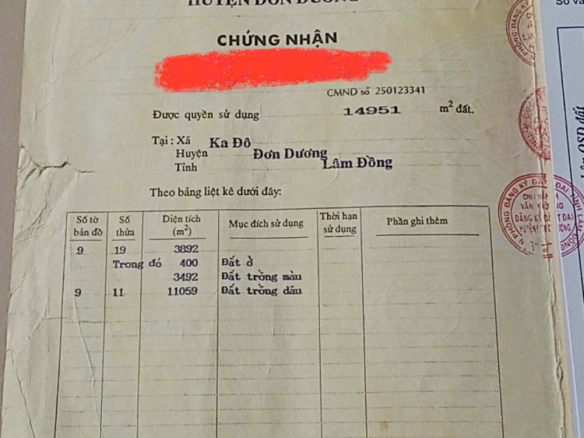 HUYỆN ĐƠN DƯƠNG
CHỨNG NHẬN
CMND số 250123341
Được quyền sử dụng 14951 m² đất.
Tại : Xã Ka Đô
Huyện Đơn Dương
Tỉnh Lâm Đồng
Theo bảng liệt kê dưới đây:
Số tờ bản đồ Số thửa Diện tích (m²) Mục đích sử dụng Thời hạn sử dụng Phần ghi thêm
9 19 3892
Trong đó 400 Đất ở
3492 Đất trồng màu
9 11 11059 Đất trồng dâu